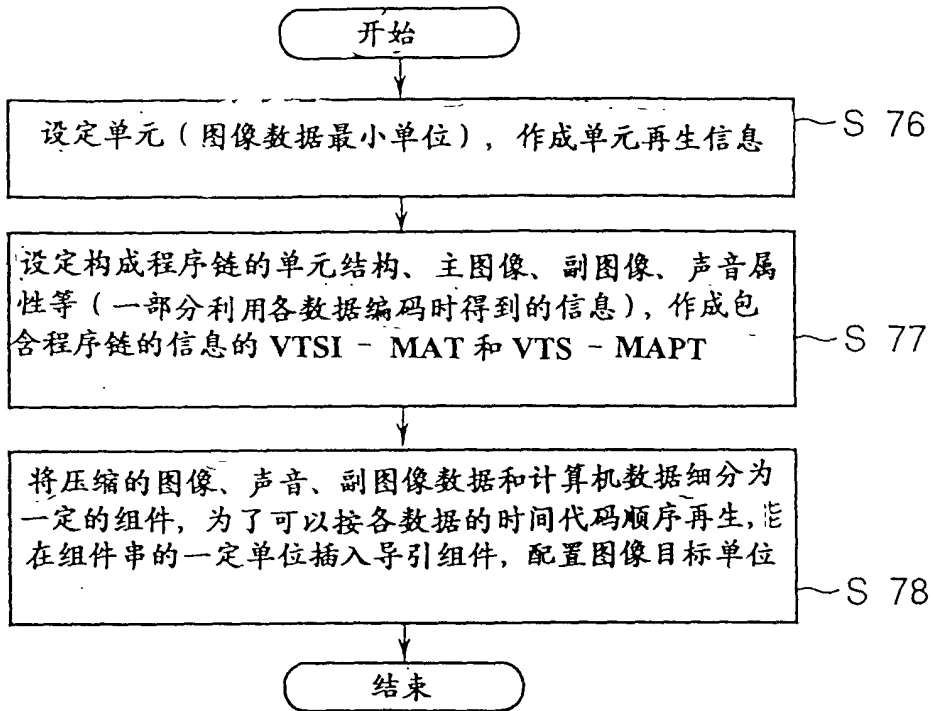 开始
设定单元(图像数据最小单位),作成单元再生信息
S 76
设定构成程序链的单元结构、主图像、副图像、声音属
性等(一部分利用各数据编码时得到的信息),作成包
含程序链的信息的 VTSI - MAT 和 VTS - MAPT
S 77
将压缩的图像、声音、副图像数据和计算机数据细分为
一定的组件,为了可以按各数据的时间代码顺序再生,
在组件串的一定单位插入导引组件,配置图像目标单位
S 78
结束